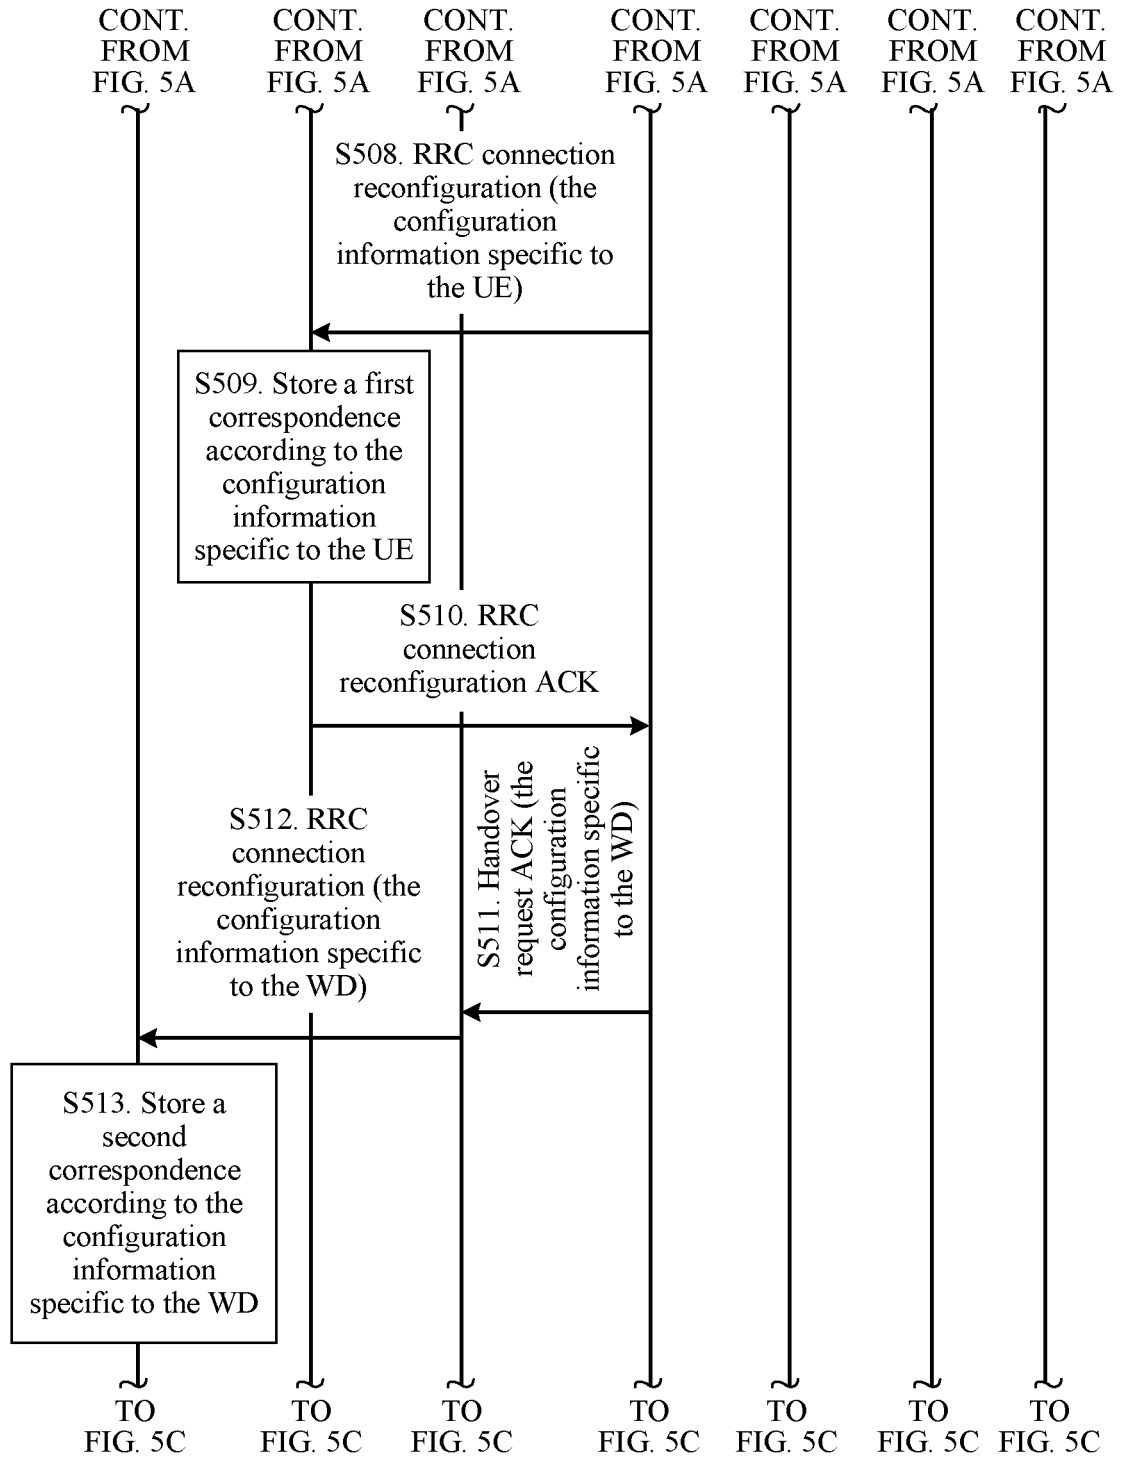 CONT. FROM FIG. 5A
CONT. FROM FIG. 5A
CONT. FROM FIG. 5A
CONT. FROM FIG. 5A
CONT. FROM FIG. 5A
CONT. FROM FIG. 5A
CONT. FROM FIG. 5A
S508. RRC connection
reconfiguration (the
configuration
information specific to
the UE)
S509. Store a first
correspondence
according to the
configuration
information
specific to the UE
S510. RRC
connection
reconfiguration ACK
S511. Handover
request ACK (the
configuration
information specific
to the WD)
S512. RRC
connection
reconfiguration (the
configuration
information specific
to the WD)
S513. Store a
second
correspondence
according to the
configuration
information
specific to the WD
TO FIG. 5C
TO FIG. 5C
TO FIG. 5C
TO FIG. 5C
TO FIG. 5C
TO FIG. 5C
TO FIG. 5C